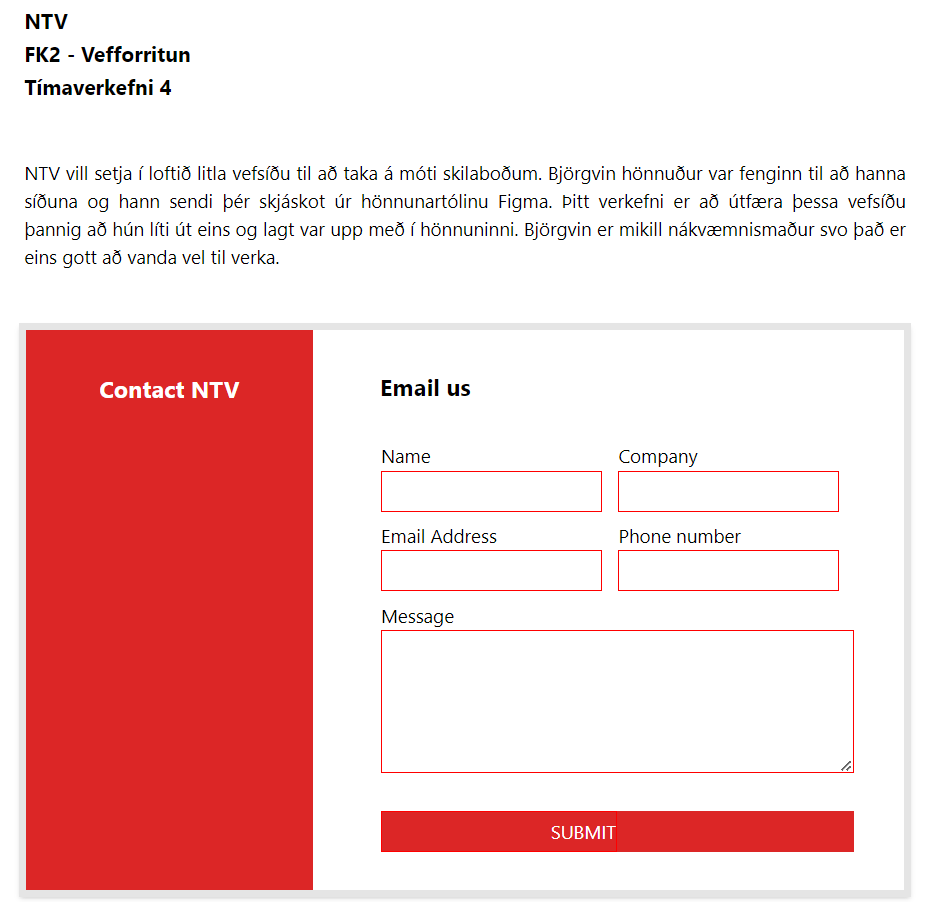 NTV
FK2 - Vefforritun
Tímaverkefni 4
NTV vill setja í loftið litla vefsíðu til að taka á móti skilaboðum. Björgvin hönnuður var fenginn til að hanna
síðuna og hann sendi þér skjáskot úr hönnunartólinu Figma. Þitt verkefni er að útfæra þessa vefsíðu
þannig að hún líti út eins og lagt var upp með í hönnuninni. Björgvin er mikill nákvæmnismaður svo það er
eins gott að vanda vel til verka.
Contact NTV
Email us
Name
Company
Email Address
Phone number
Message
SUBMIT